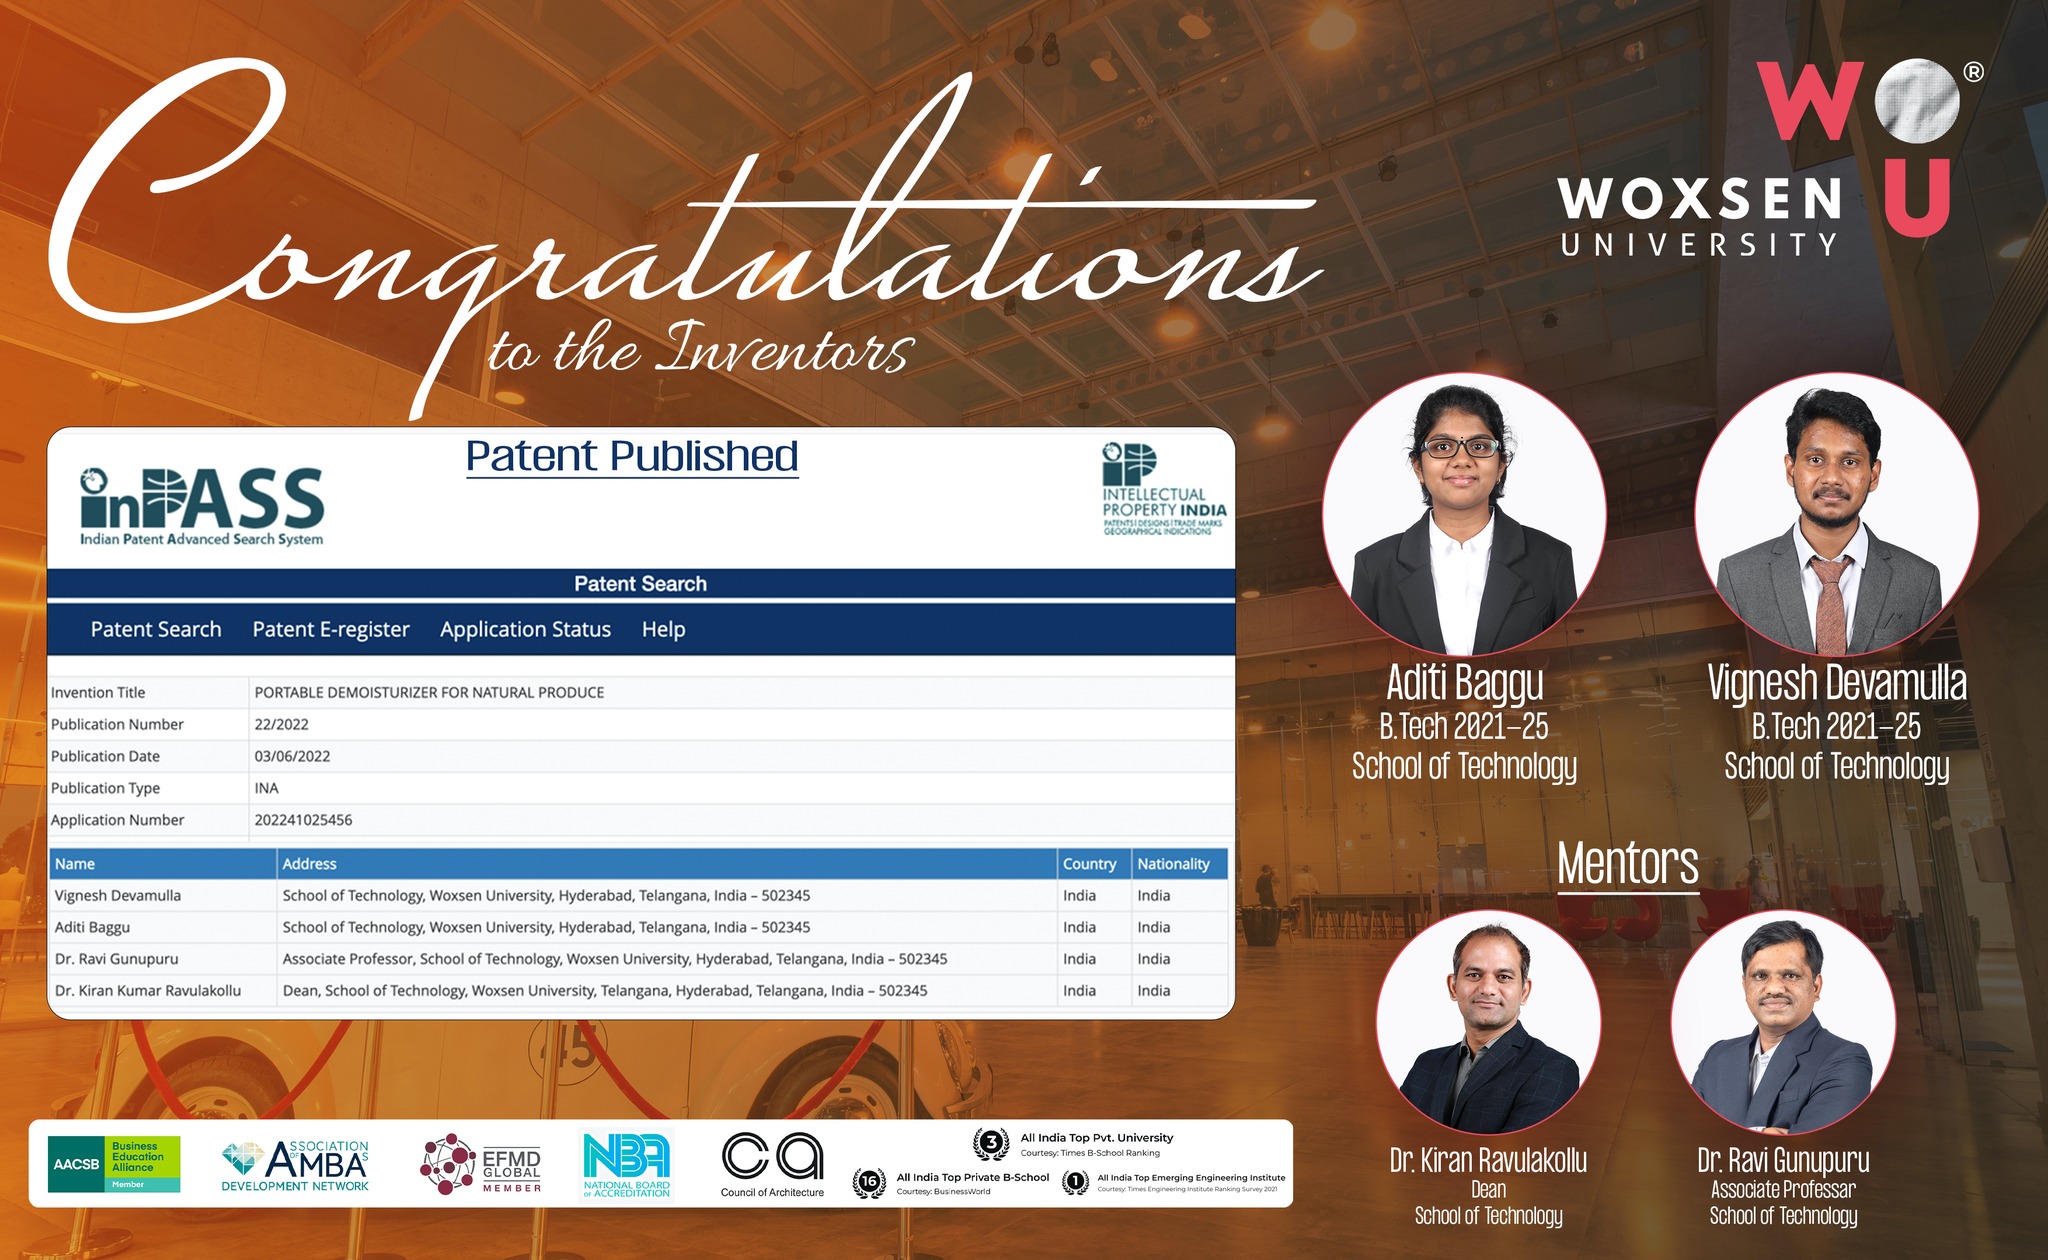 Congratulations
to the Inventors
WOU®
WOXSEN
UNIVERSITY
Patent Published
inPASS
Indian Patent Advanced Search System
iP
INTELLECTUAL
PROPERTY INDIA
PATENTS | DESIGNS | TRADE MARKS
GEOGRAPHICAL INDICATIONS
Patent Search
Patent Search Patent E-register Application Status Help
Invention Title PORTABLE DEMOISTURIZER FOR NATURAL PRODUCE
Publication Number 22/2022
Publication Date 03/06/2022
Publication Type INA
Application Number 202241025456
Name Address Country Nationality
Vignesh Devamulla School of Technology, Woxsen University, Hyderabad, Telangana, India – 502345 India India
Aditi Baggu School of Technology, Woxsen University, Hyderabad, Telangana, India – 502345 India India
Dr. Ravi Gunupuru Associate Professor, School of Technology, Woxsen University, Hyderabad, Telangana, India – 502345 India India
Dr. Kiran Kumar Ravulakollu Dean, School of Technology, Woxsen University, Telangana, Hyderabad, Telangana, India – 502345 India India
Aditi Baggu
B.Tech 2021–25
School of Technology
Vignesh Devamulla
B.Tech 2021–25
School of Technology
Mentors
Dr. Kiran Ravulakollu
Dean
School of Technology
Dr. Ravi Gunupuru
Associate Professar
School of Technology
45
AACSB
Business
Education
Alliance
Member
ASSOCIATION
OF AMBAs
DEVELOPMENT NETWORK
EFMD
GLOBAL
MEMBER
NBA
NATIONAL BOARD
of ACCREDITATION
ca
Council of Architecture
3 All India Top Pvt. University
Courtesy: Times B-School Ranking
16 All India Top Private B-School
Courtesy: BusinessWorld
1 All India Top Emerging Engineering Institute
Courtesy: Times Engineering Institute Ranking Survey 2021